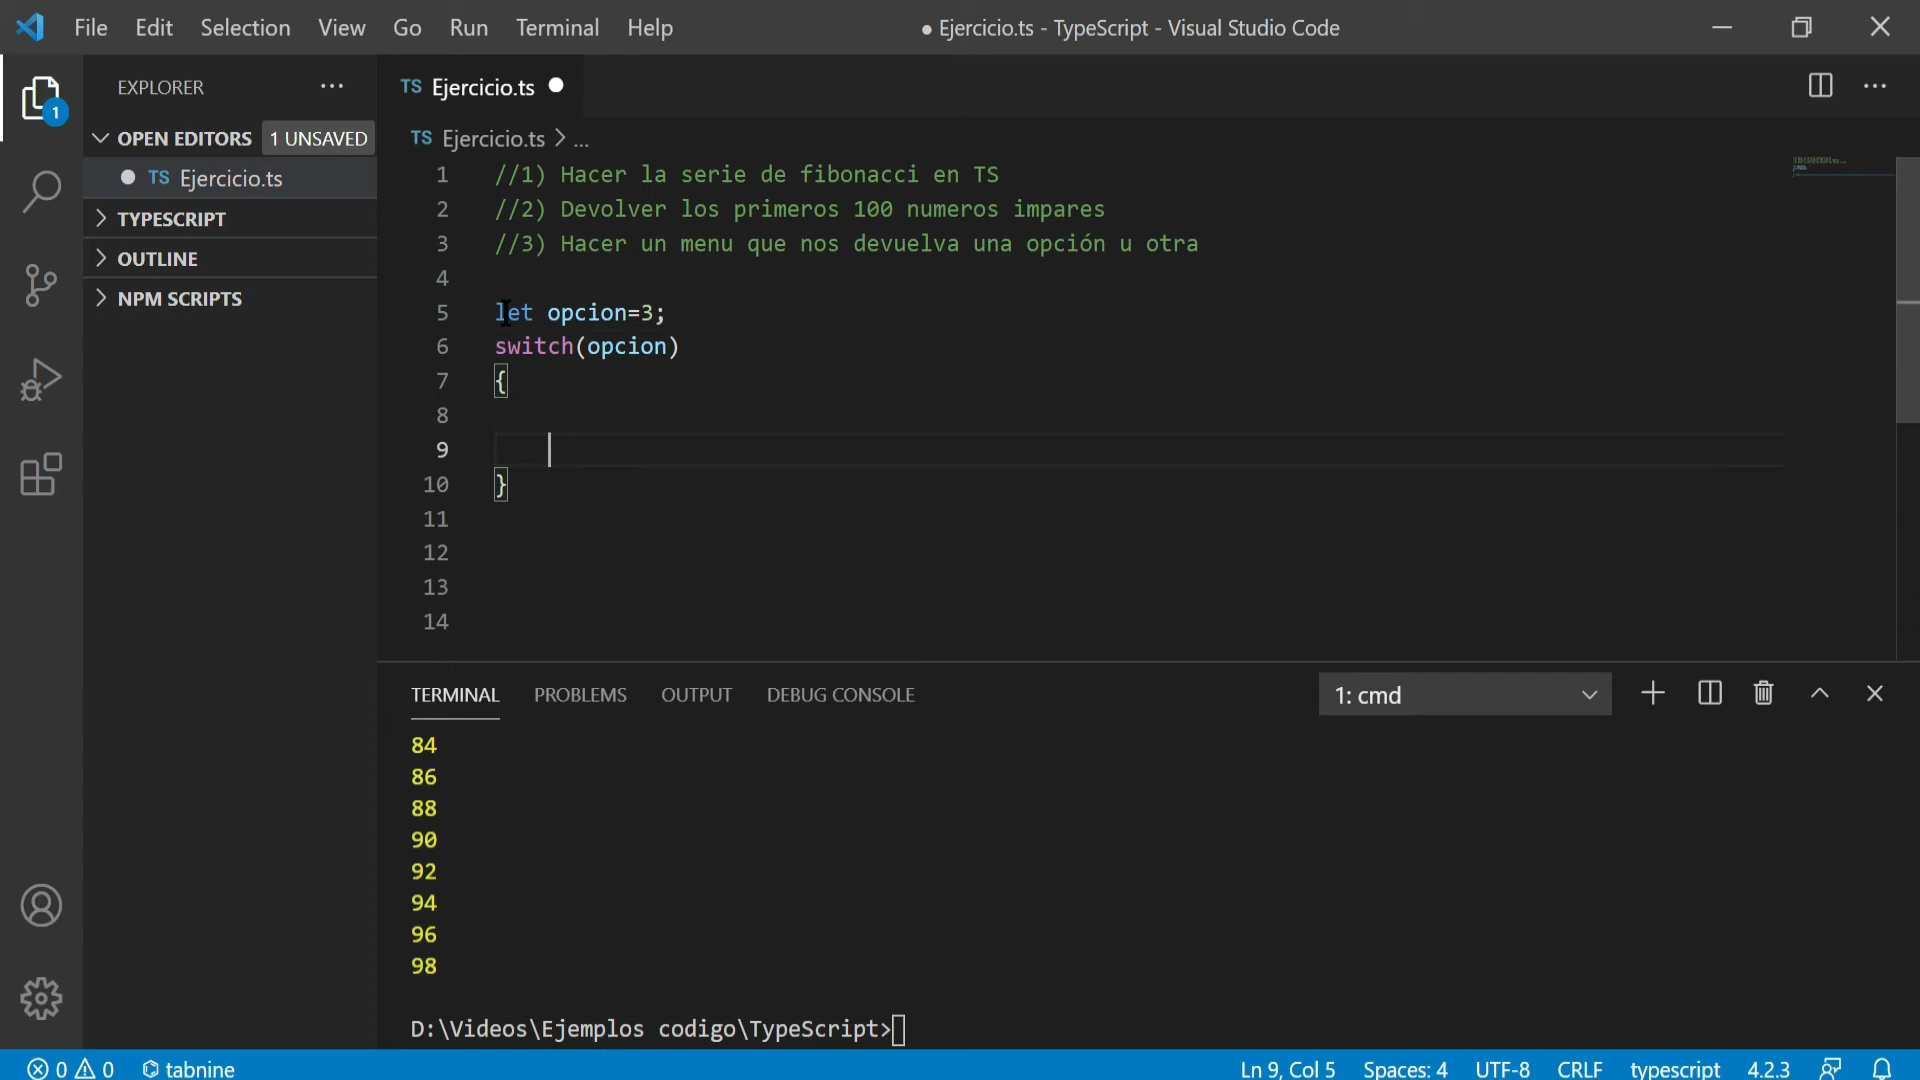 File Edit Selection View Go Run Terminal Help ● Ejercicio.ts - TypeScript - Visual Studio Code
EXPLORER ...
TS Ejercicio.ts
1
OPEN EDITORS 1 UNSAVED
TS Ejercicio.ts > ...
TS Ejercicio.ts
TYPESCRIPT
OUTLINE
NPM SCRIPTS
1 //1) Hacer la serie de fibonacci en TS
2 //2) Devolver los primeros 100 numeros impares
3 //3) Hacer un menu que nos devuelva una opción u otra
4
5 let opcion=3;
6 switch(opcion)
7 {
8
9
10 }
11
12
13
14
TERMINAL PROBLEMS OUTPUT DEBUG CONSOLE 1: cmd
84
86
88
90
92
94
96
98
D:\Videos\Ejemplos codigo\TypeScript>
0 0 tabnine Ln 9, Col 5 Spaces: 4 UTF-8 CRLF typescript 4.2.3